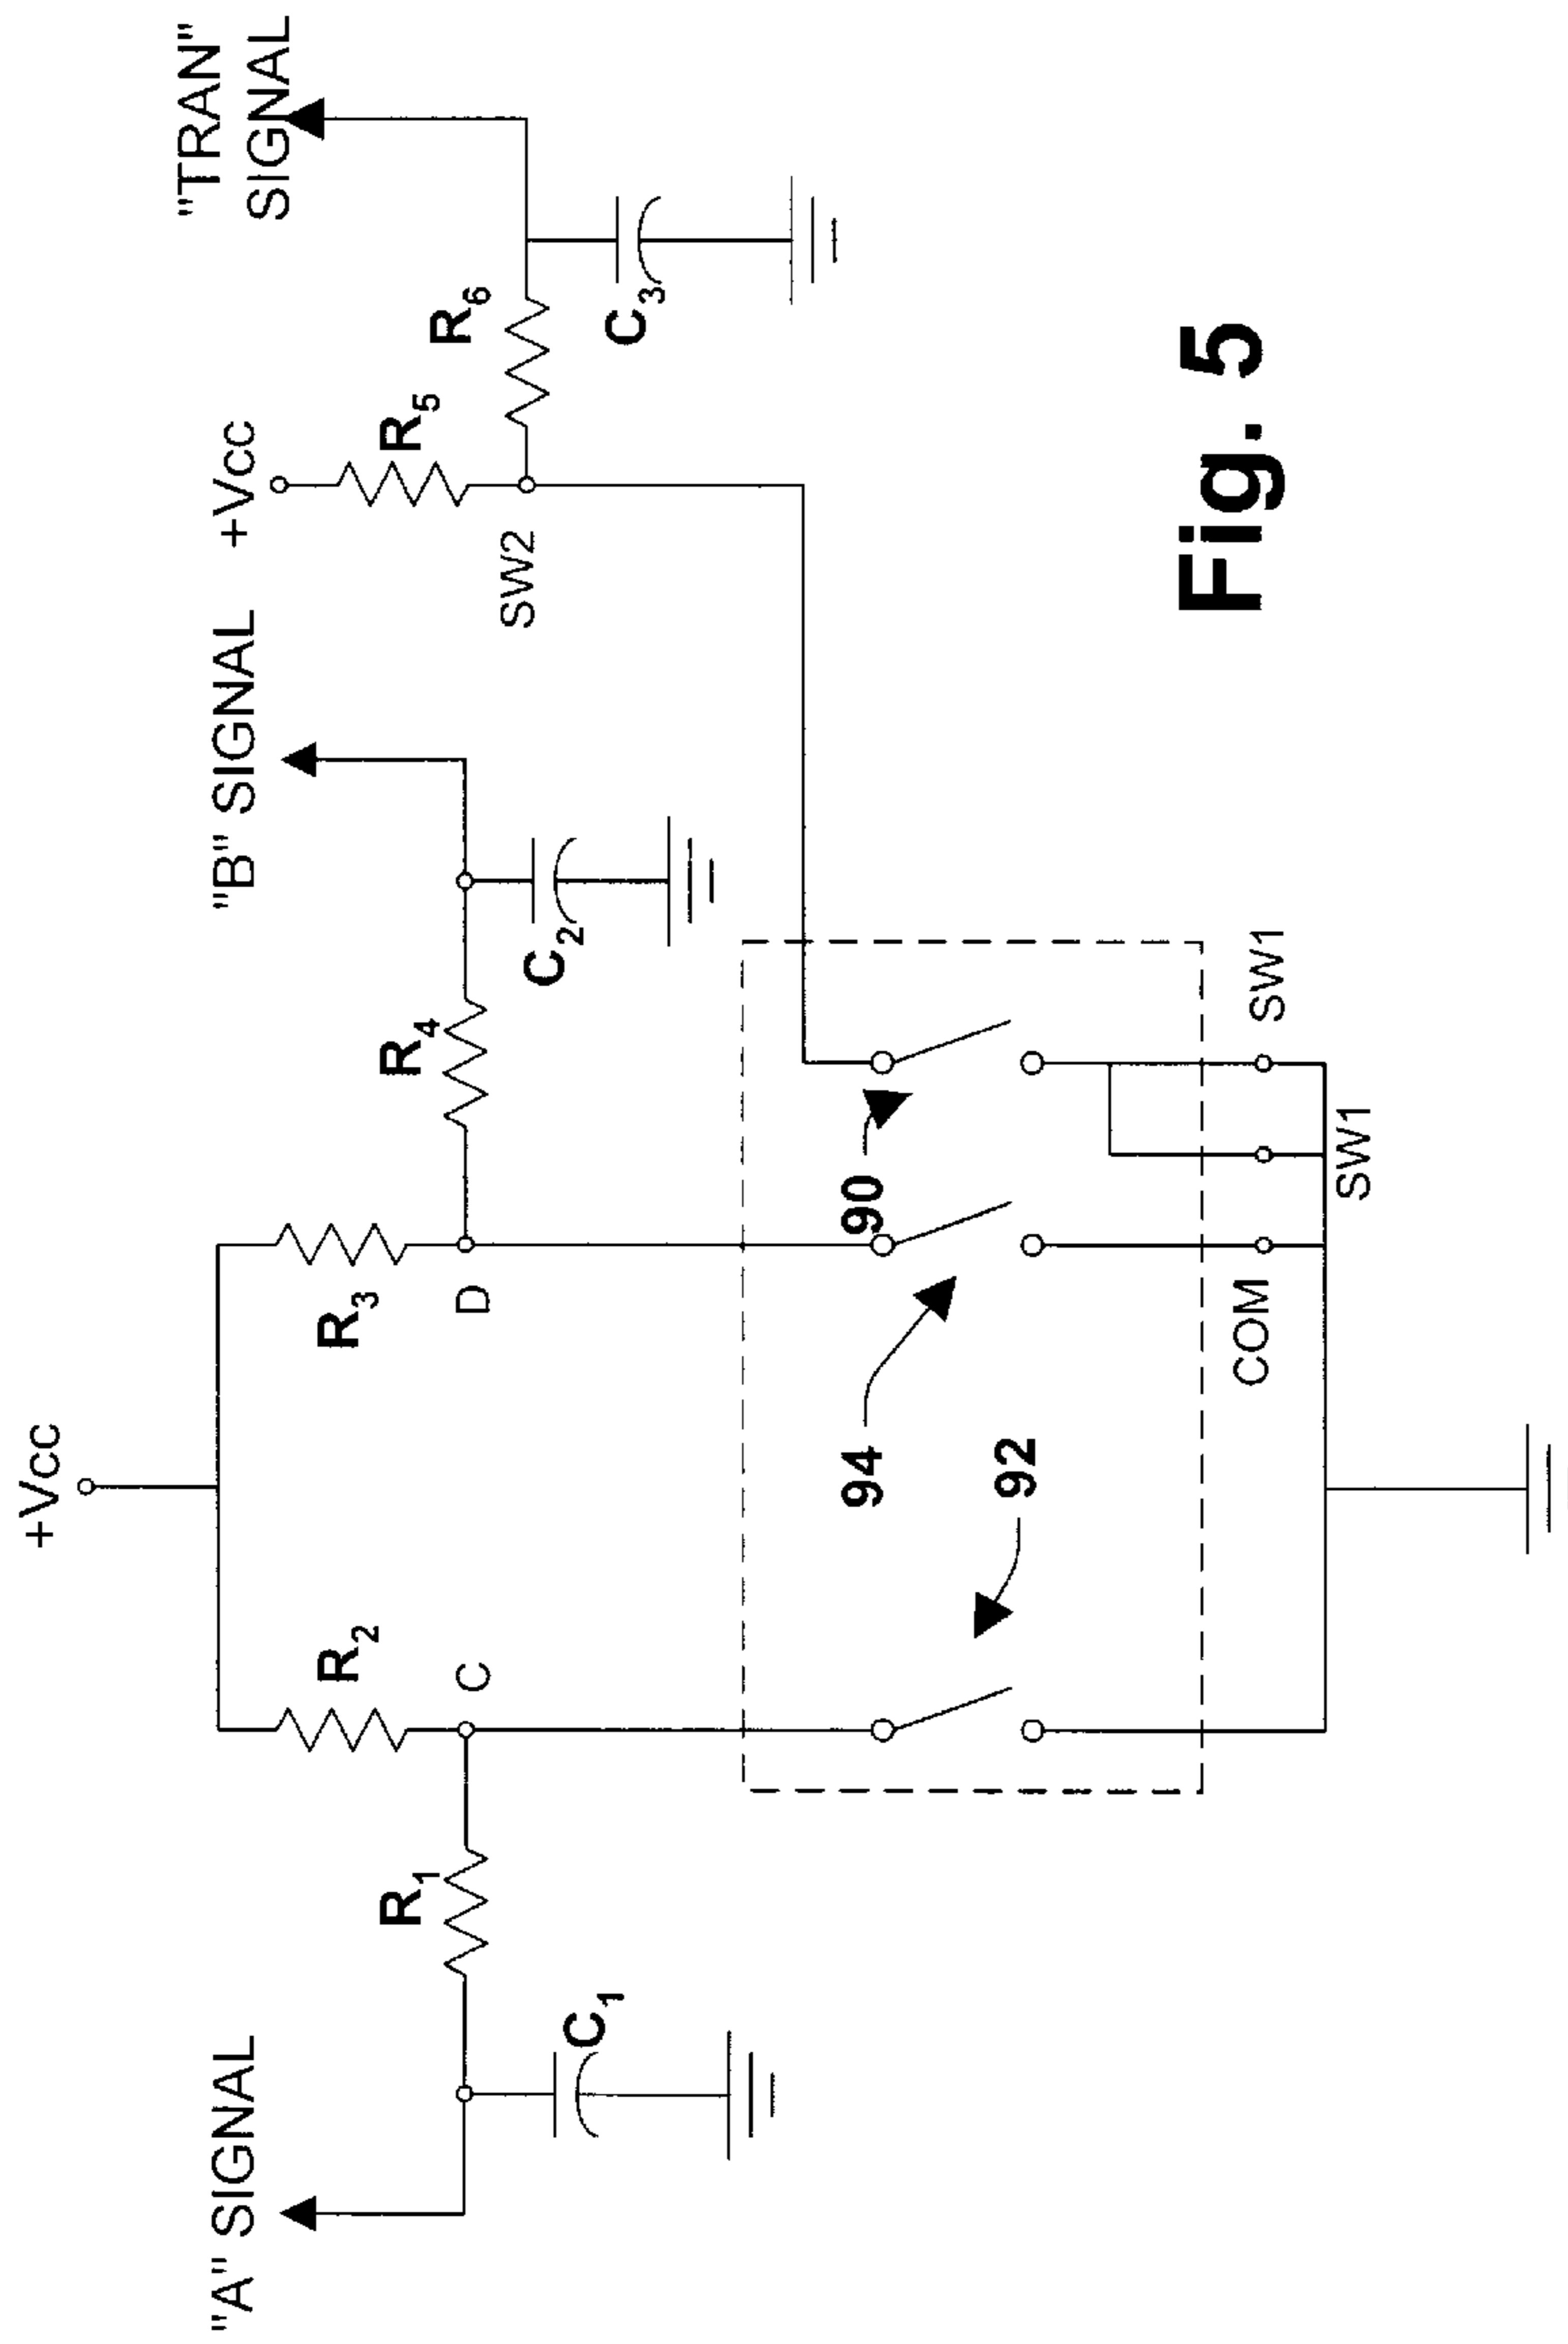 +Vcc
"A" SIGNAL
"B" SIGNAL
+Vcc
"TRAN"
SIGNAL
R1
R2
R3
R4
R5
R6
C1
C
D
C2
SW2
C3
94
90
92
COM
SW1
SW1
Fig. 5